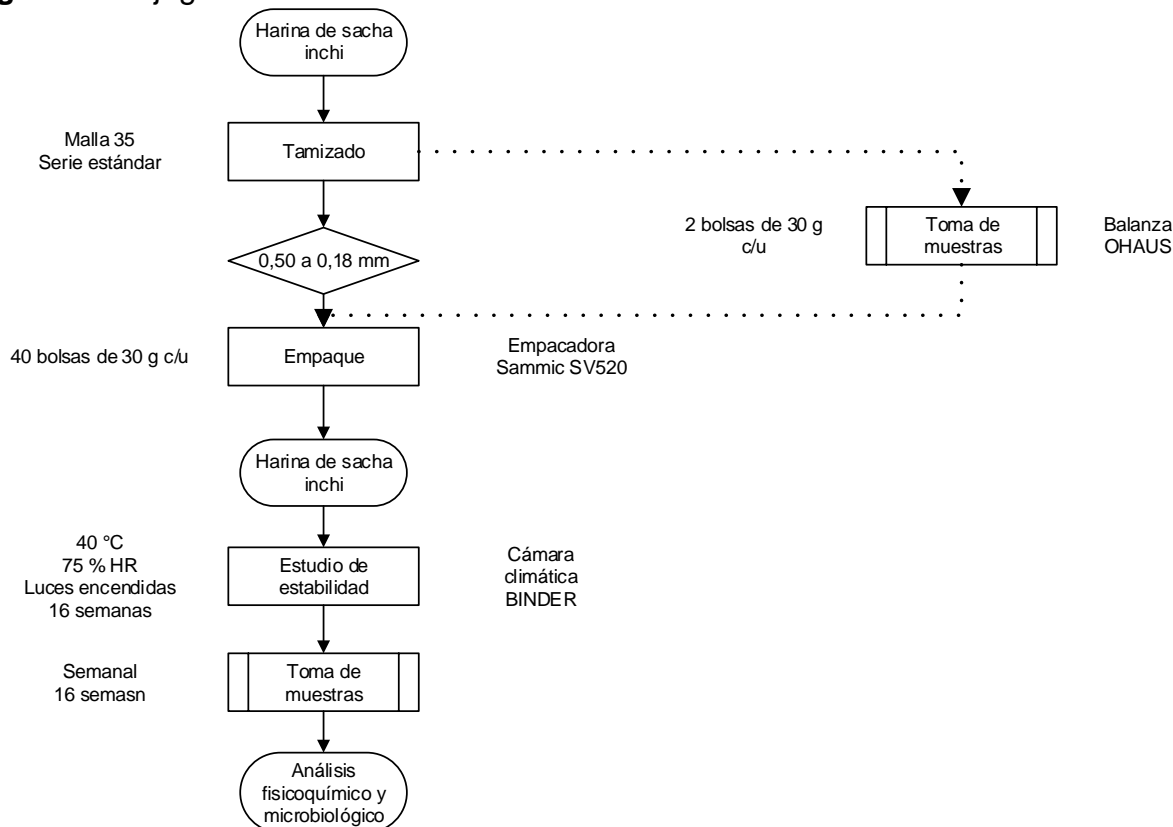 Harina de sacha
inchi
Malla 35
Serie estándar
Tamizado
0,50 a 0,18 mm
2 bolsas de 30 g
c/u
Toma de
muestras
Balanza
OHAUS
40 bolsas de 30 g c/u
Empaque
Empacadora
Sammic SV520
Harina de sacha
inchi
40 °C
75 % HR
Luces encendidas
16 semanas
Estudio de
estabilidad
Cámara
climática
BINDER
Semanal
16 semasn
Toma de
muestras
Análisis
fisicoquímico y
microbiológico